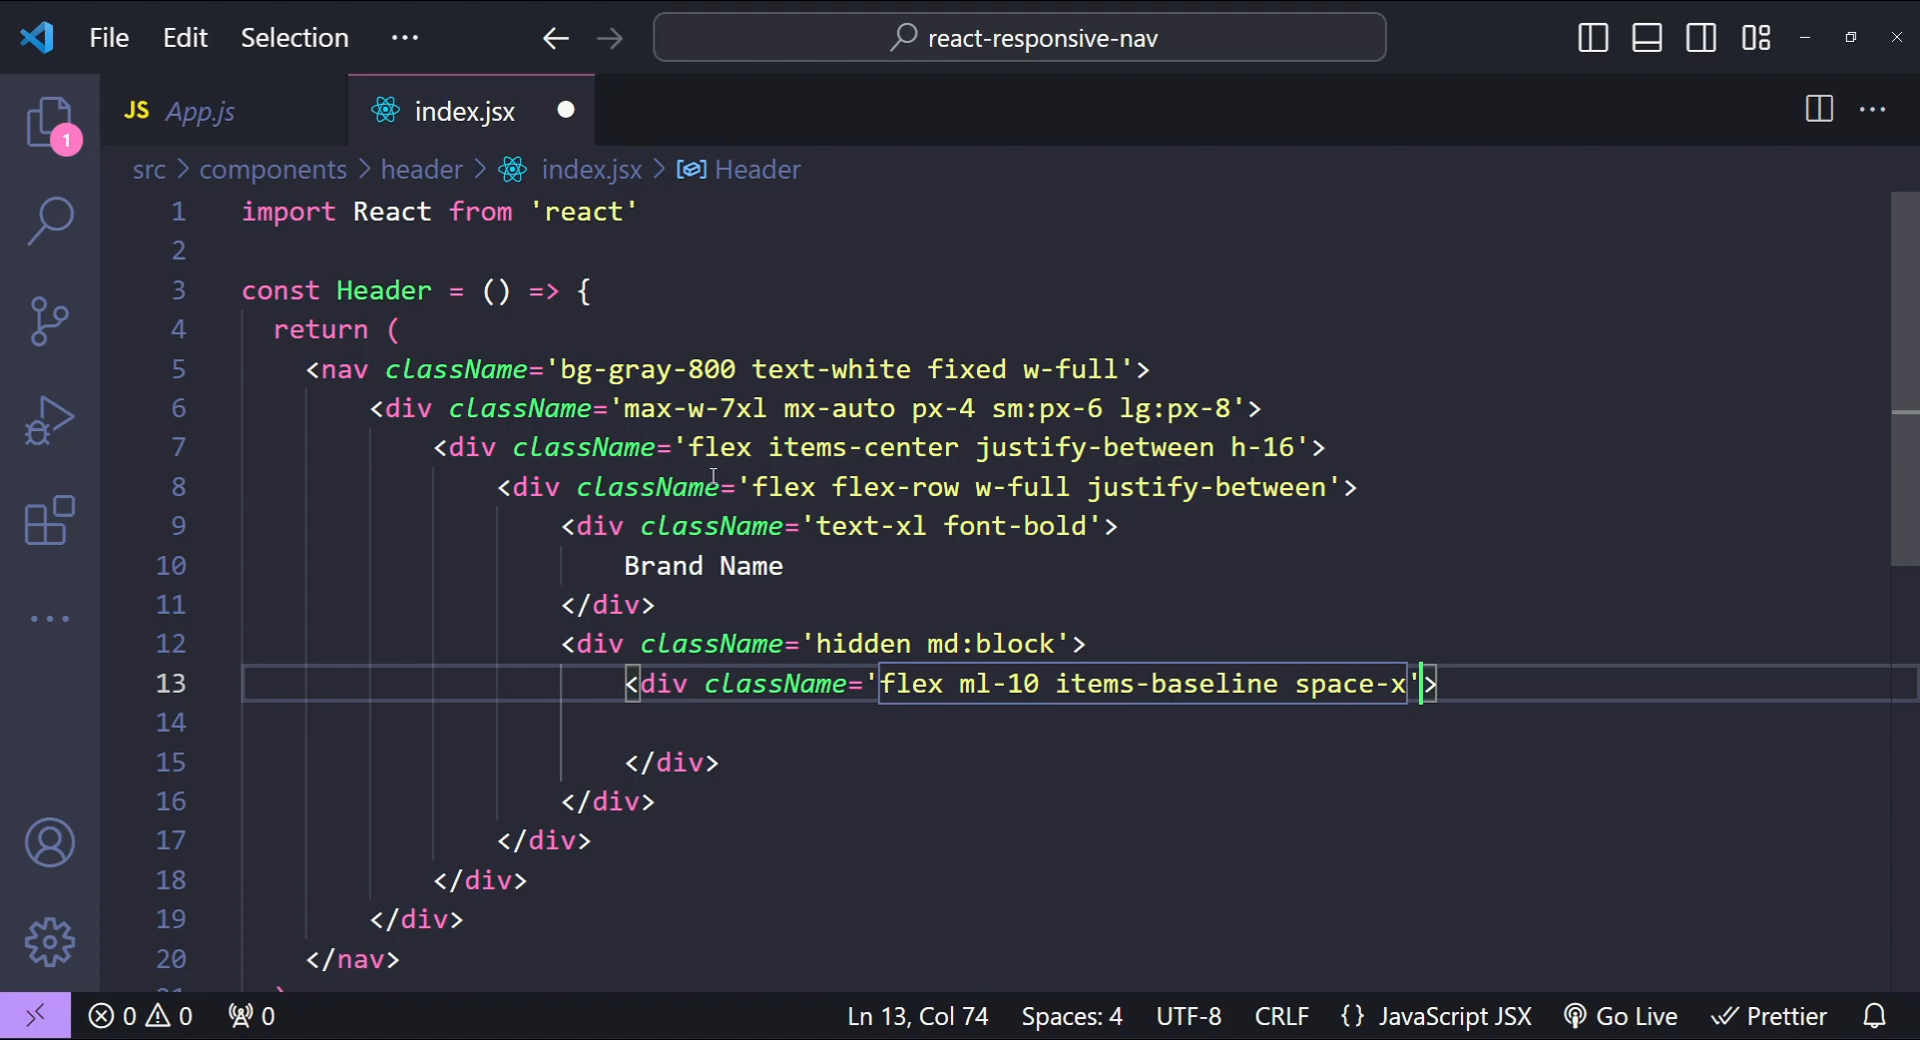 File Edit Selection ··· react-responsive-nav
JS App.js index.jsx
1
src > components > header > index.jsx > Header
1 import React from 'react'
2
3 const Header = () => {
4 return (
5 <nav className='bg-gray-800 text-white fixed w-full'>
6 <div className='max-w-7xl mx-auto px-4 sm:px-6 lg:px-8'>
7 <div className='flex items-center justify-between h-16'>
8 <div className='flex flex-row w-full justify-between'>
9 <div className='text-xl font-bold'>
10 Brand Name
11 </div>
12 <div className='hidden md:block'>
13 <div className='flex ml-10 items-baseline space-x'>
14
15 </div>
16 </div>
17 </div>
18 </div>
19 </div>
20 </nav>
21 )
0 0 0 Ln 13, Col 74 Spaces: 4 UTF-8 CRLF {} JavaScript JSX Go Live Prettier